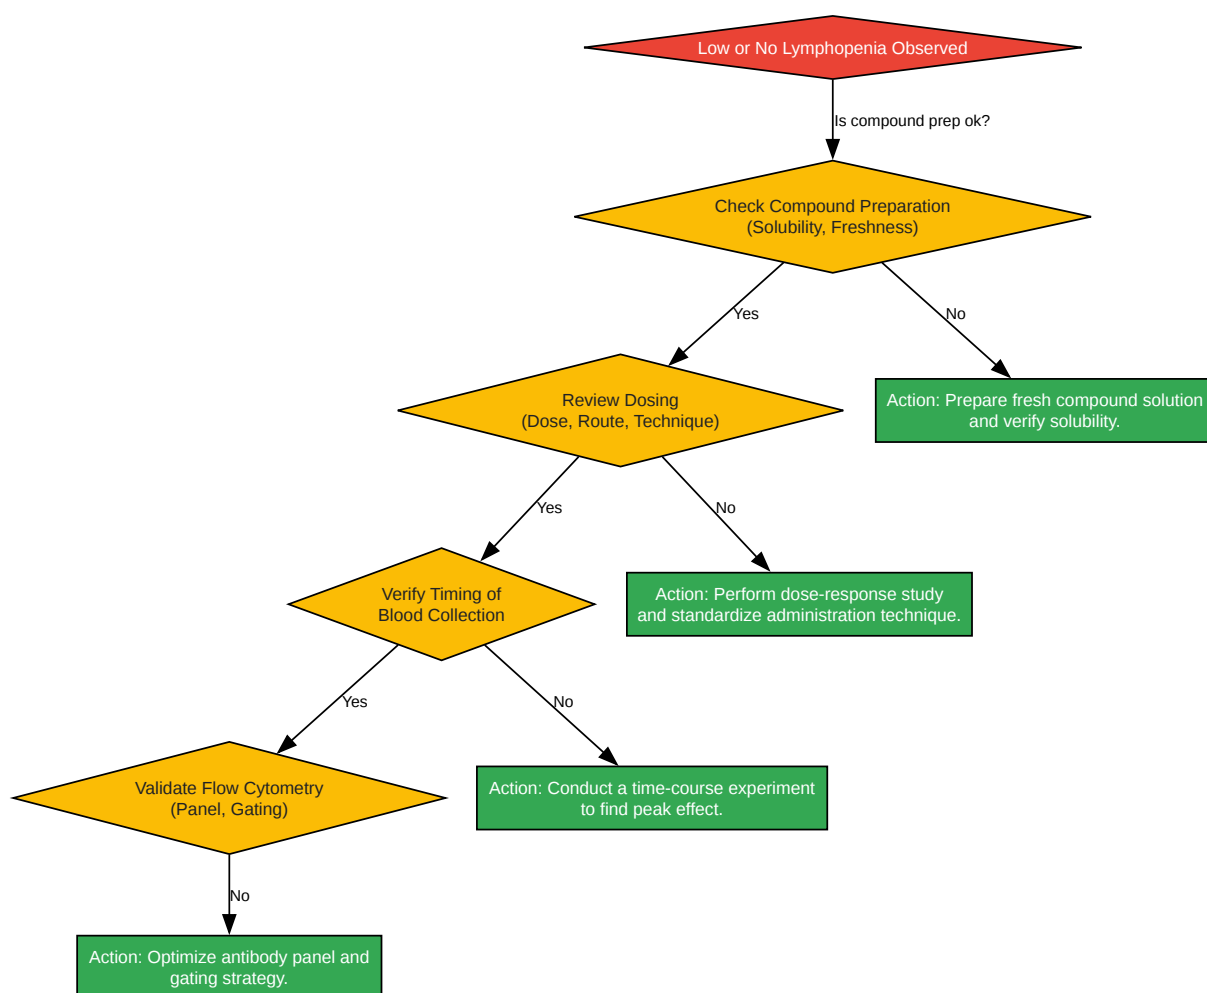 Low or No Lymphopenia Observed
Is compound prep ok?
Check Compound Preparation
(Solubility, Freshness)
Yes
No
Review Dosing
(Dose, Route, Technique)
Action: Prepare fresh compound solution
and verify solubility.
Yes
No
Verify Timing of
Blood Collection
Action: Perform dose-response study
and standardize administration technique.
Yes
No
Validate Flow Cytometry
(Panel, Gating)
Action: Conduct a time-course experiment
to find peak effect.
No
Action: Optimize antibody panel and
gating strategy.